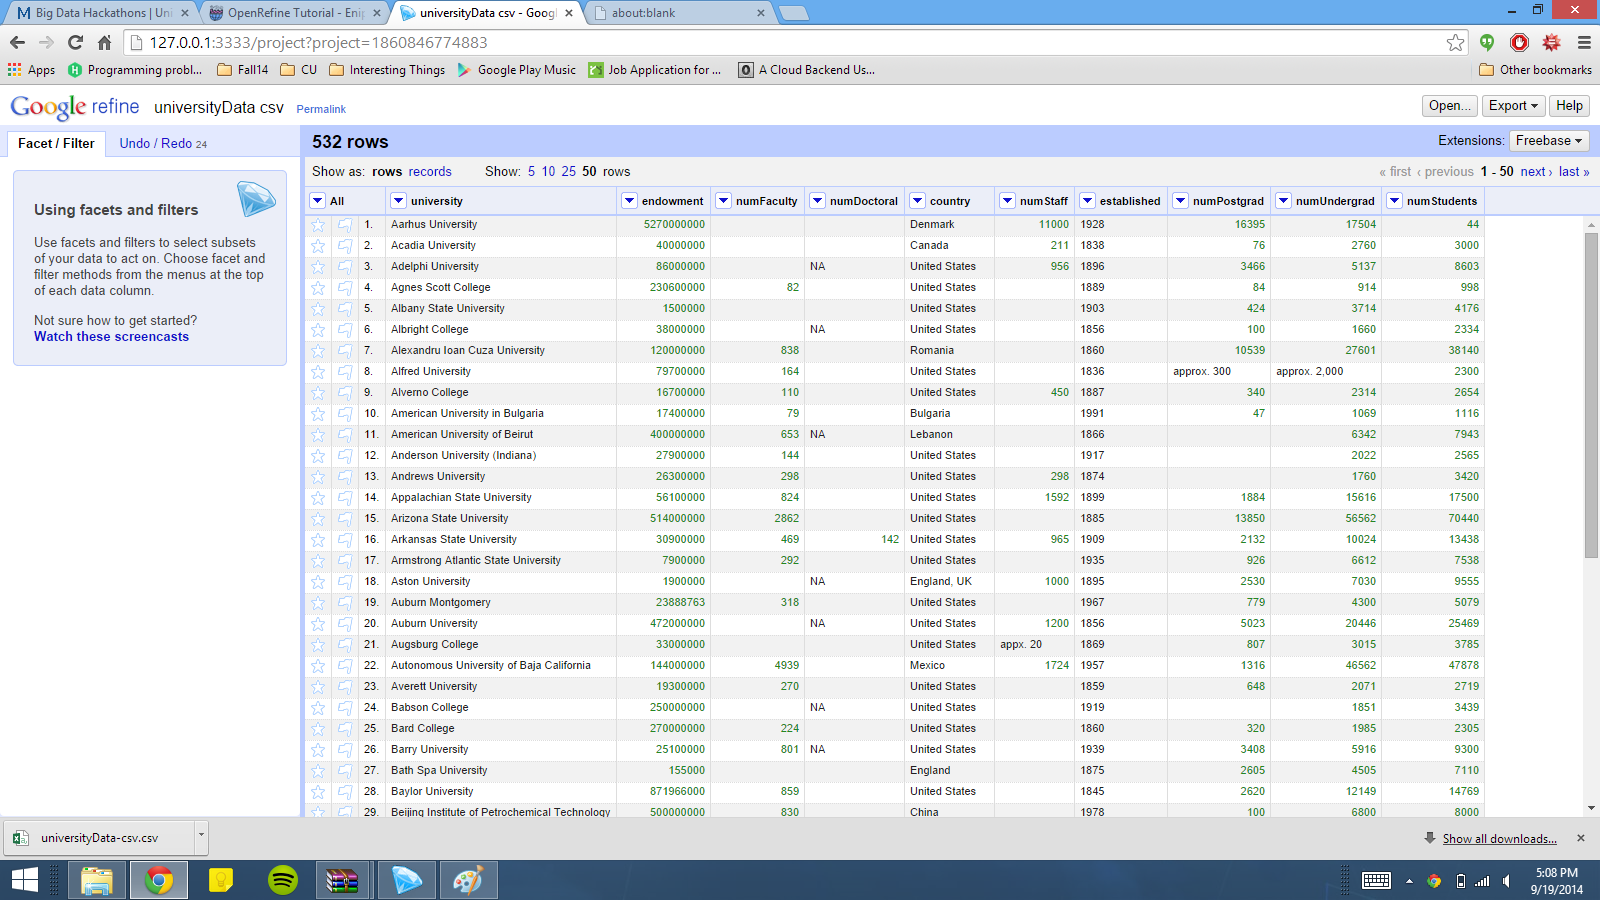 Big Data Hackathons | Uni
OpenRefine Tutorial - Enip
universityData csv - Googl
about:blank
127.0.0.1:3333/project?project=1860846774883
Apps Programming probl... Fall14 CU Interesting Things Google Play Music Job Application for ... A Cloud Backend Us... Other bookmarks
Google refine universityData csv Permalink Open... Export Help
Facet / Filter Undo / Redo 24
532 rows
Extensions: Freebase
Show as: rows records Show: 5 10 25 50 rows « first ‹ previous 1 - 50 next › last »
Using facets and filters
Use facets and filters to select subsets
of your data to act on. Choose facet and
filter methods from the menus at the top
of each data column.
Not sure how to get started?
Watch these screencasts
All university endowment numFaculty numDoctoral country numStaff established numPostgrad numUndergrad numStudents
1. Aarhus University 5270000000 Denmark 11000 1928 16395 17504 44
2. Acadia University 40000000 Canada 211 1838 76 2760 3000
3. Adelphi University 86000000 NA United States 956 1896 3466 5137 8603
4. Agnes Scott College 230600000 82 United States 1889 84 914 998
5. Albany State University 1500000 United States 1903 424 3714 4176
6. Albright College 38000000 NA United States 1856 100 1660 2334
7. Alexandru Ioan Cuza University 120000000 838 Romania 1860 10539 27601 38140
8. Alfred University 79700000 164 United States 1836 approx. 300 approx. 2,000 2300
9. Alverno College 16700000 110 United States 450 1887 340 2314 2654
10. American University in Bulgaria 17400000 79 Bulgaria 1991 47 1069 1116
11. American University of Beirut 400000000 653 NA Lebanon 1866 6342 7943
12. Anderson University (Indiana) 27900000 144 United States 1917 2022 2565
13. Andrews University 26300000 298 United States 298 1874 1760 3420
14. Appalachian State University 56100000 824 United States 1592 1899 1884 15616 17500
15. Arizona State University 514000000 2862 United States 1885 13850 56562 70440
16. Arkansas State University 30900000 469 142 United States 965 1909 2132 10024 13438
17. Armstrong Atlantic State University 7900000 292 United States 1935 926 6612 7538
18. Aston University 1900000 NA England, UK 1000 1895 2530 7030 9555
19. Auburn Montgomery 23888763 318 United States 1967 779 4300 5079
20. Auburn University 472000000 NA United States 1200 1856 5023 20446 25469
21. Augsburg College 33000000 United States appx. 20 1869 807 3015 3785
22. Autonomous University of Baja California 144000000 4939 Mexico 1724 1957 1316 46562 47878
23. Averett University 19300000 270 United States 1859 648 2071 2719
24. Babson College 250000000 NA United States 1919 1851 3439
25. Bard College 270000000 224 United States 1860 320 1985 2305
26. Barry University 25100000 801 NA United States 1939 3408 5916 9300
27. Bath Spa University 155000 England 1875 2605 4505 7110
28. Baylor University 871966000 859 United States 1845 2620 12149 14769
29. Beijing Institute of Petrochemical Technology 500000000 830 China 1978 100 6800 8000
universityData-csv.csv Show all downloads...
5:08 PM
9/19/2014